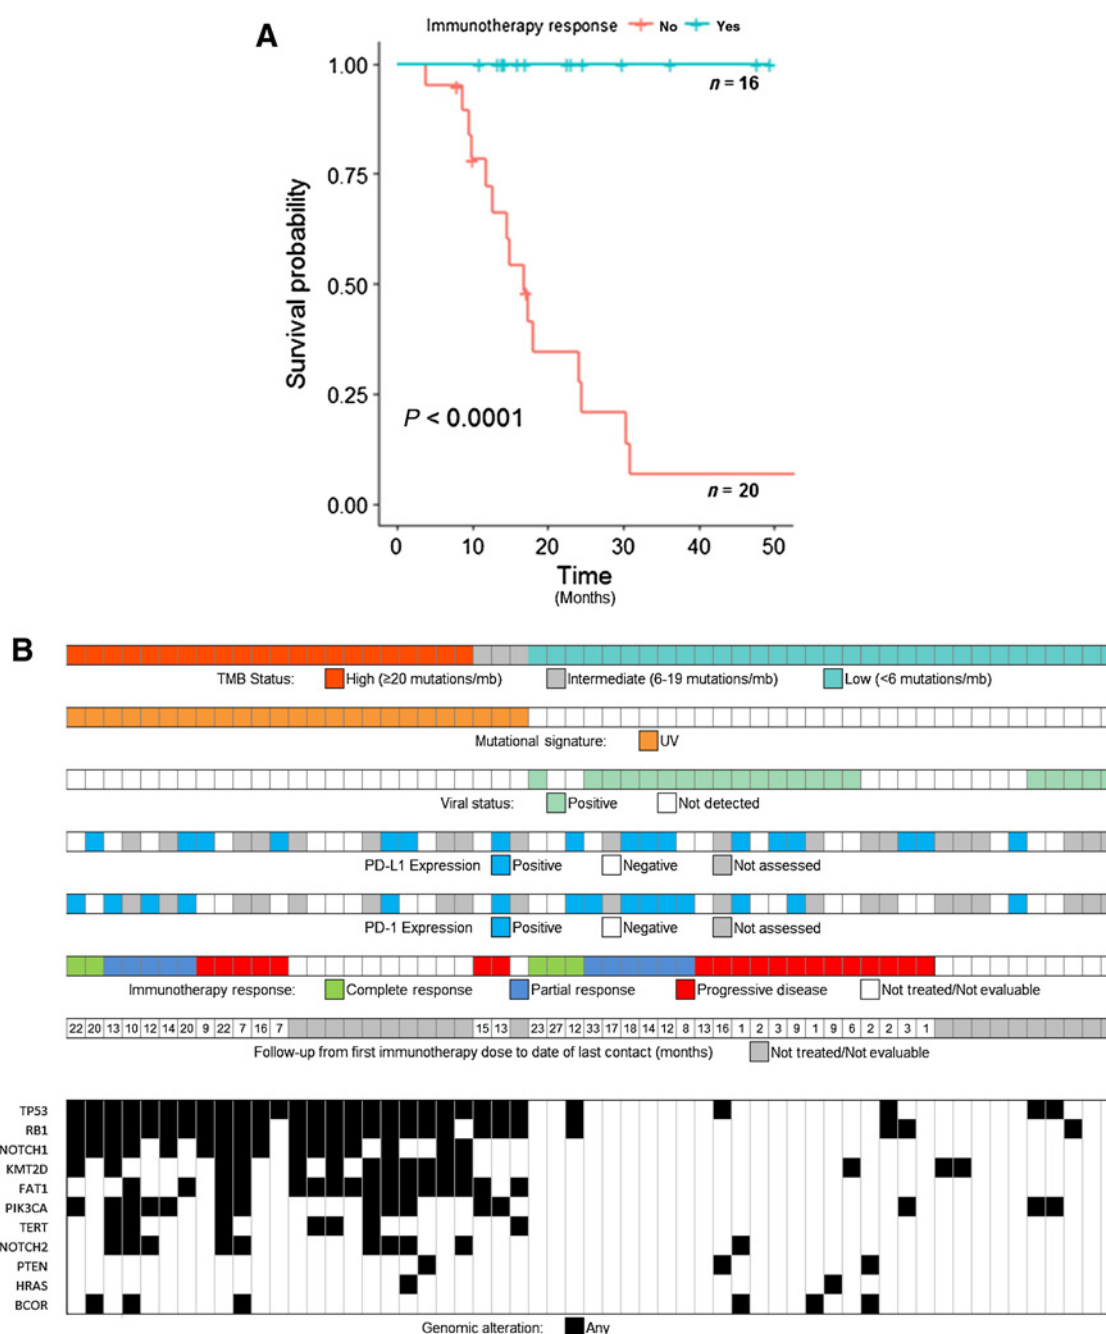 A
Immunotherapy response No Yes
1.00
n = 16
0.75
Survival probability
0.50
0.25
P < 0.0001
n = 20
0.00
0 10 20 30 40 50
Time
(Months)
B
TMB Status: High (≥20 mutations/mb) Intermediate (6-19 mutations/mb) Low (<6 mutations/mb)
Mutational signature: UV
Viral status: Positive Not detected
PD-L1 Expression Positive Negative Not assessed
PD-1 Expression Positive Negative Not assessed
Immunotherapy response: Complete response Partial response Progressive disease Not treated/Not evaluable
22 20 13 10 12 14 20 9 22 7 16 7 15 13 23 27 12 33 17 18 14 12 8 13 16 1 2 3 9 1 9 6 2 2 3 1
Follow-up from first immunotherapy dose to date of last contact (months) Not treated/Not evaluable
TP53
RB1
NOTCH1
KMT2D
FAT1
PIK3CA
TERT
NOTCH2
PTEN
HRAS
BCOR
Genomic alteration: Any